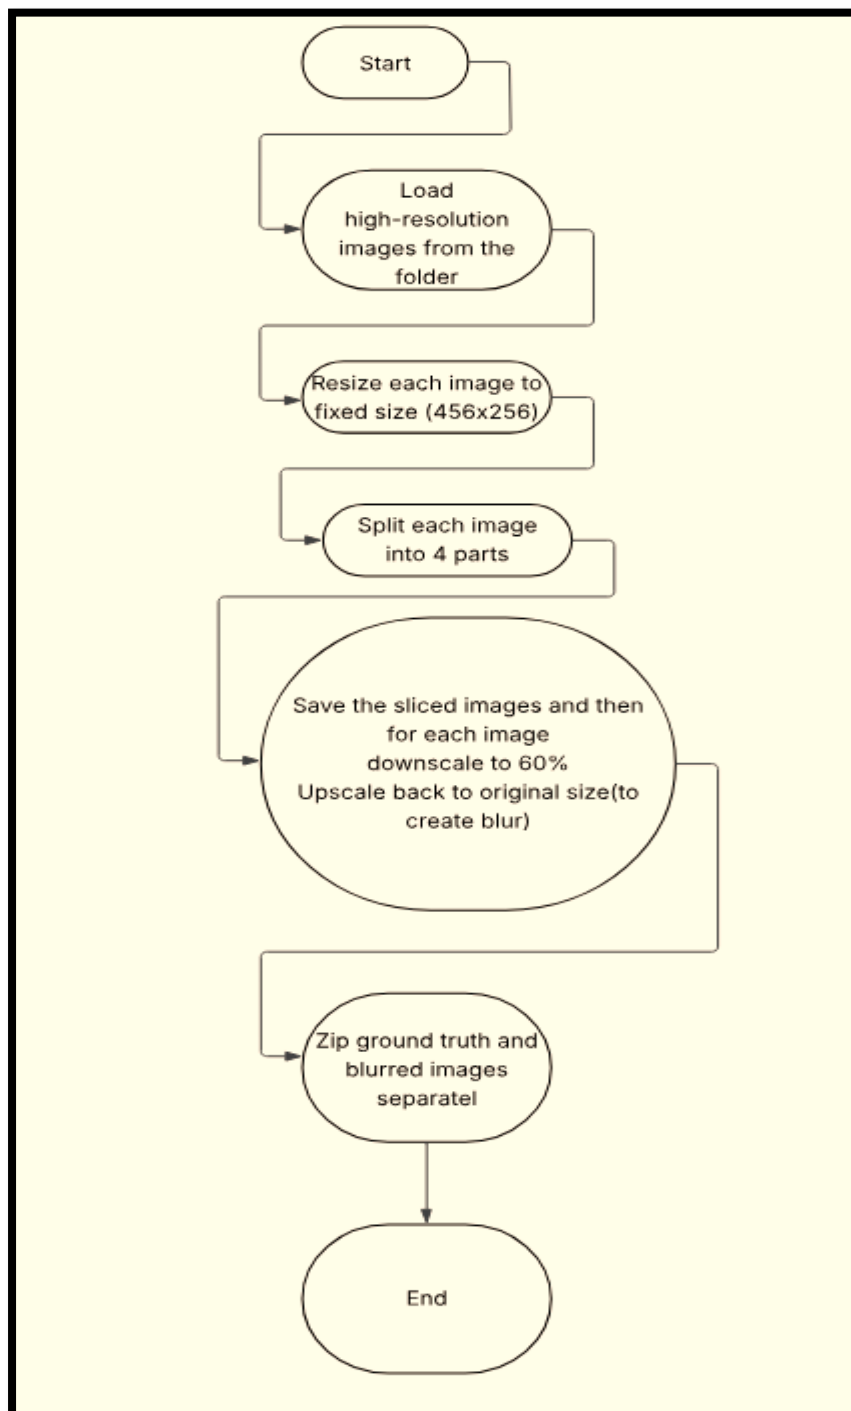 Start
Load
high-resolution
images from the
folder
Resize each image to
fixed size (456x256)
Split each image
into 4 parts
Save the sliced images and then
for each image
downscale to 60%
Upscale back to original size(to
create blur)
Zip ground truth and
blurred images
separatel
End